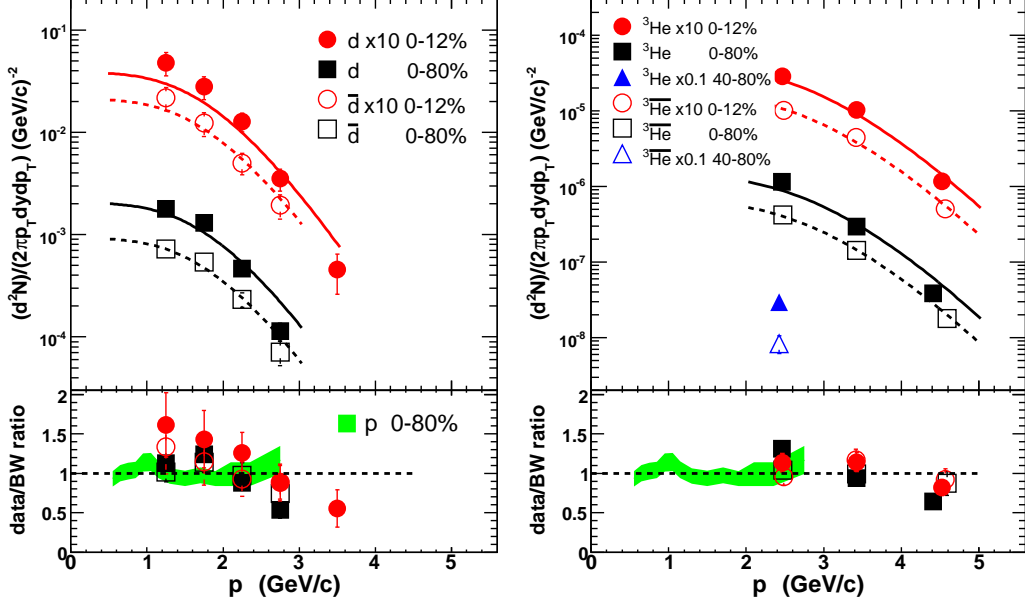 10⁻¹
10⁻²
10⁻³
10⁻⁴
(d²N)/(2πp_T dydp_T) (GeV/c)⁻²
d x10 0-12%
d 0-80%
d̅ x10 0-12%
d̅ 0-80%
2
1.5
1
0.5
0
data/BW ratio
p 0-80%
0 1 2 3 4 5
p (GeV/c)
10⁻⁴
10⁻⁵
10⁻⁶
10⁻⁷
10⁻⁸
(d²N)/(2πp_T dydp_T) (GeV/c)⁻²
³He x10 0-12%
³He 0-80%
³He x0.1 40-80%
³H̅e̅ x10 0-12%
³H̅e̅ 0-80%
³H̅e̅ x0.1 40-80%
2
1.5
1
0.5
0
data/BW ratio
0 1 2 3 4 5
p (GeV/c)